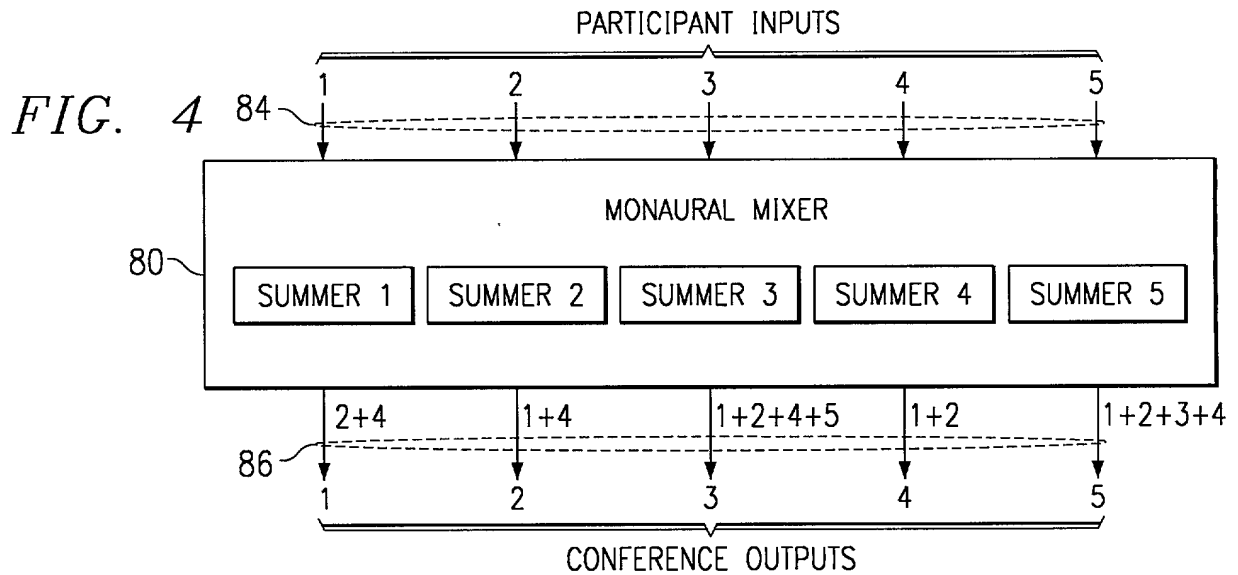 PARTICIPANT INPUTS
1 2 3 4 5
FIG. 4
84
MONAURAL MIXER
80
SUMMER 1 SUMMER 2 SUMMER 3 SUMMER 4 SUMMER 5
2+4 1+4 1+2+4+5 1+2 1+2+3+4
86
1 2 3 4 5
CONFERENCE OUTPUTS